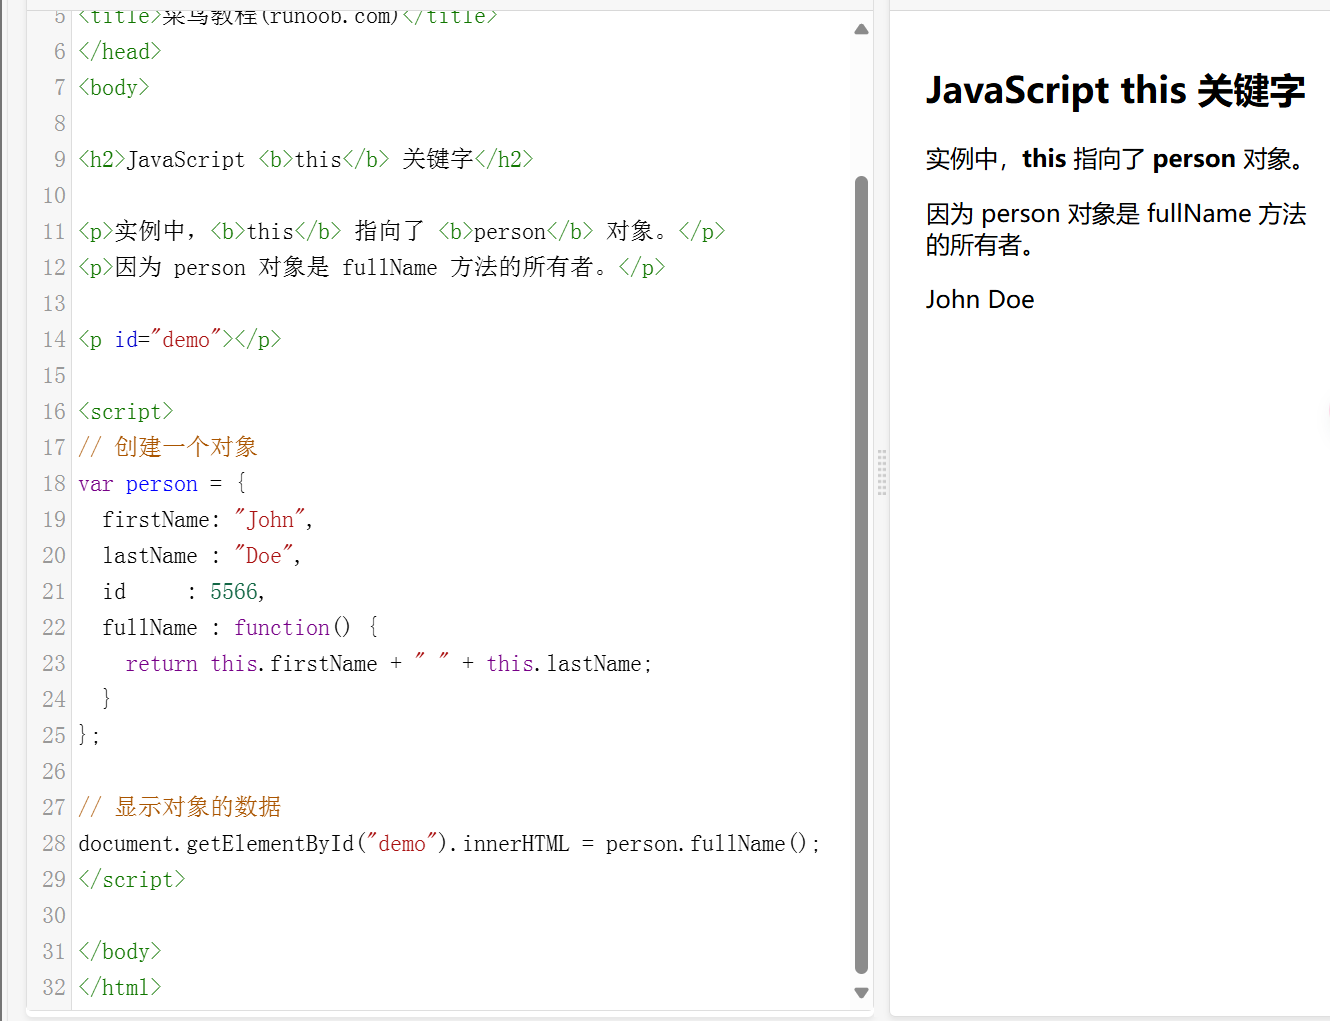 5 <title>菜鸟教程(runoob.com)</title>
6 </head>
7 <body>
8
9 <h2>JavaScript <b>this</b> 关键字</h2>
10
11 <p>实例中，<b>this</b> 指向了 <b>person</b> 对象。</p>
12 <p>因为 person 对象是 fullName 方法的所有者。</p>
13
14 <p id="demo"></p>
15
16 <script>
17 // 创建一个对象
18 var person = {
19   firstName: "John",
20   lastName : "Doe",
21   id     : 5566,
22   fullName : function() {
23     return this.firstName + " " + this.lastName;
24   }
25 };
26
27 // 显示对象的数据
28 document.getElementById("demo").innerHTML = person.fullName();
29 </script>
30
31 </body>
32 </html>
JavaScript this 关键字
实例中，this 指向了 person 对象。
因为 person 对象是 fullName 方法
的所有者。
John Doe